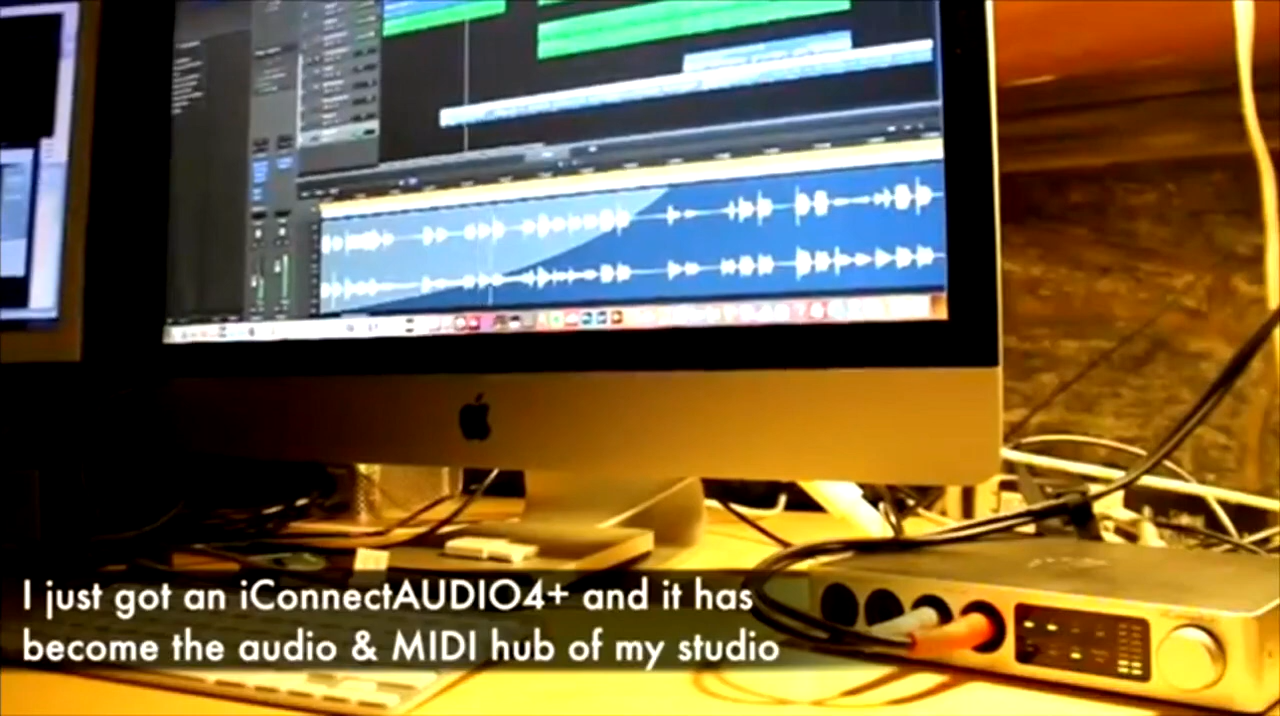 I just got an iConnectAUDIO4+ and it has
become the audio & MIDI hub of my studio